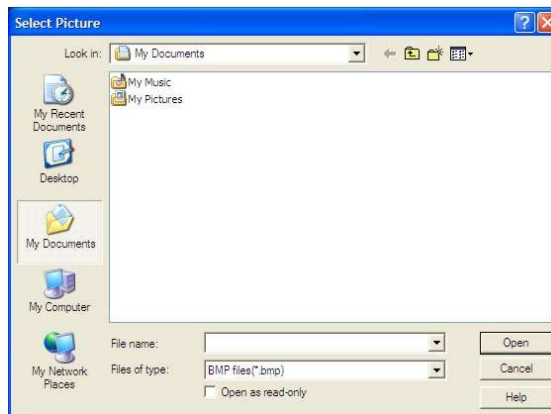 Select Picture
Look in: My Documents
My Recent
Documents
Desktop
My Documents
My Computer
My Network
Places
My Music
My Pictures
File name:
Open
Files of type: BMP files(*.bmp)
Cancel
Open as read-only
Help